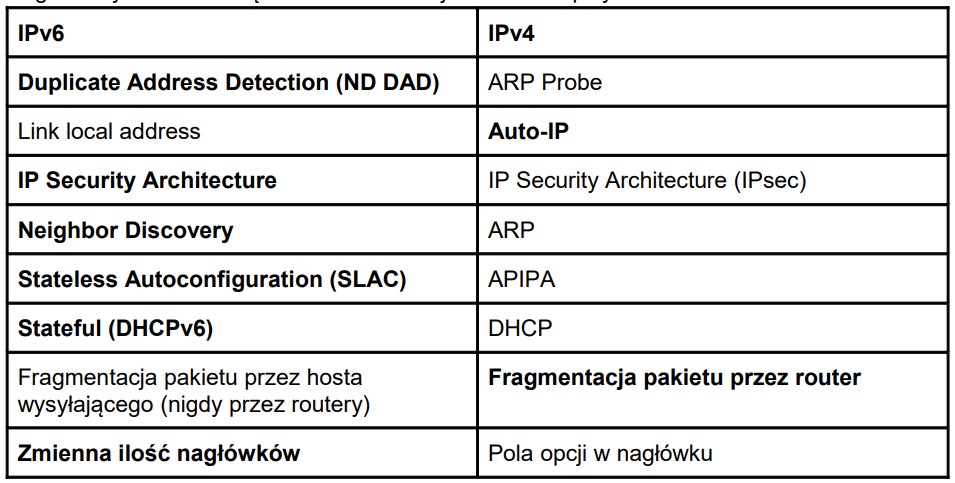 IPv6 IPv4
Duplicate Address Detection (ND DAD) ARP Probe
Link local address Auto-IP
IP Security Architecture IP Security Architecture (IPsec)
Neighbor Discovery ARP
Stateless Autoconfiguration (SLAC) APIPA
Stateful (DHCPv6) DHCP
Fragmentacja pakietu przez hosta Fragmentacja pakietu przez router
wysyłającego (nigdy przez routery)
Zmienna ilość nagłówków Pola opcji w nagłówku